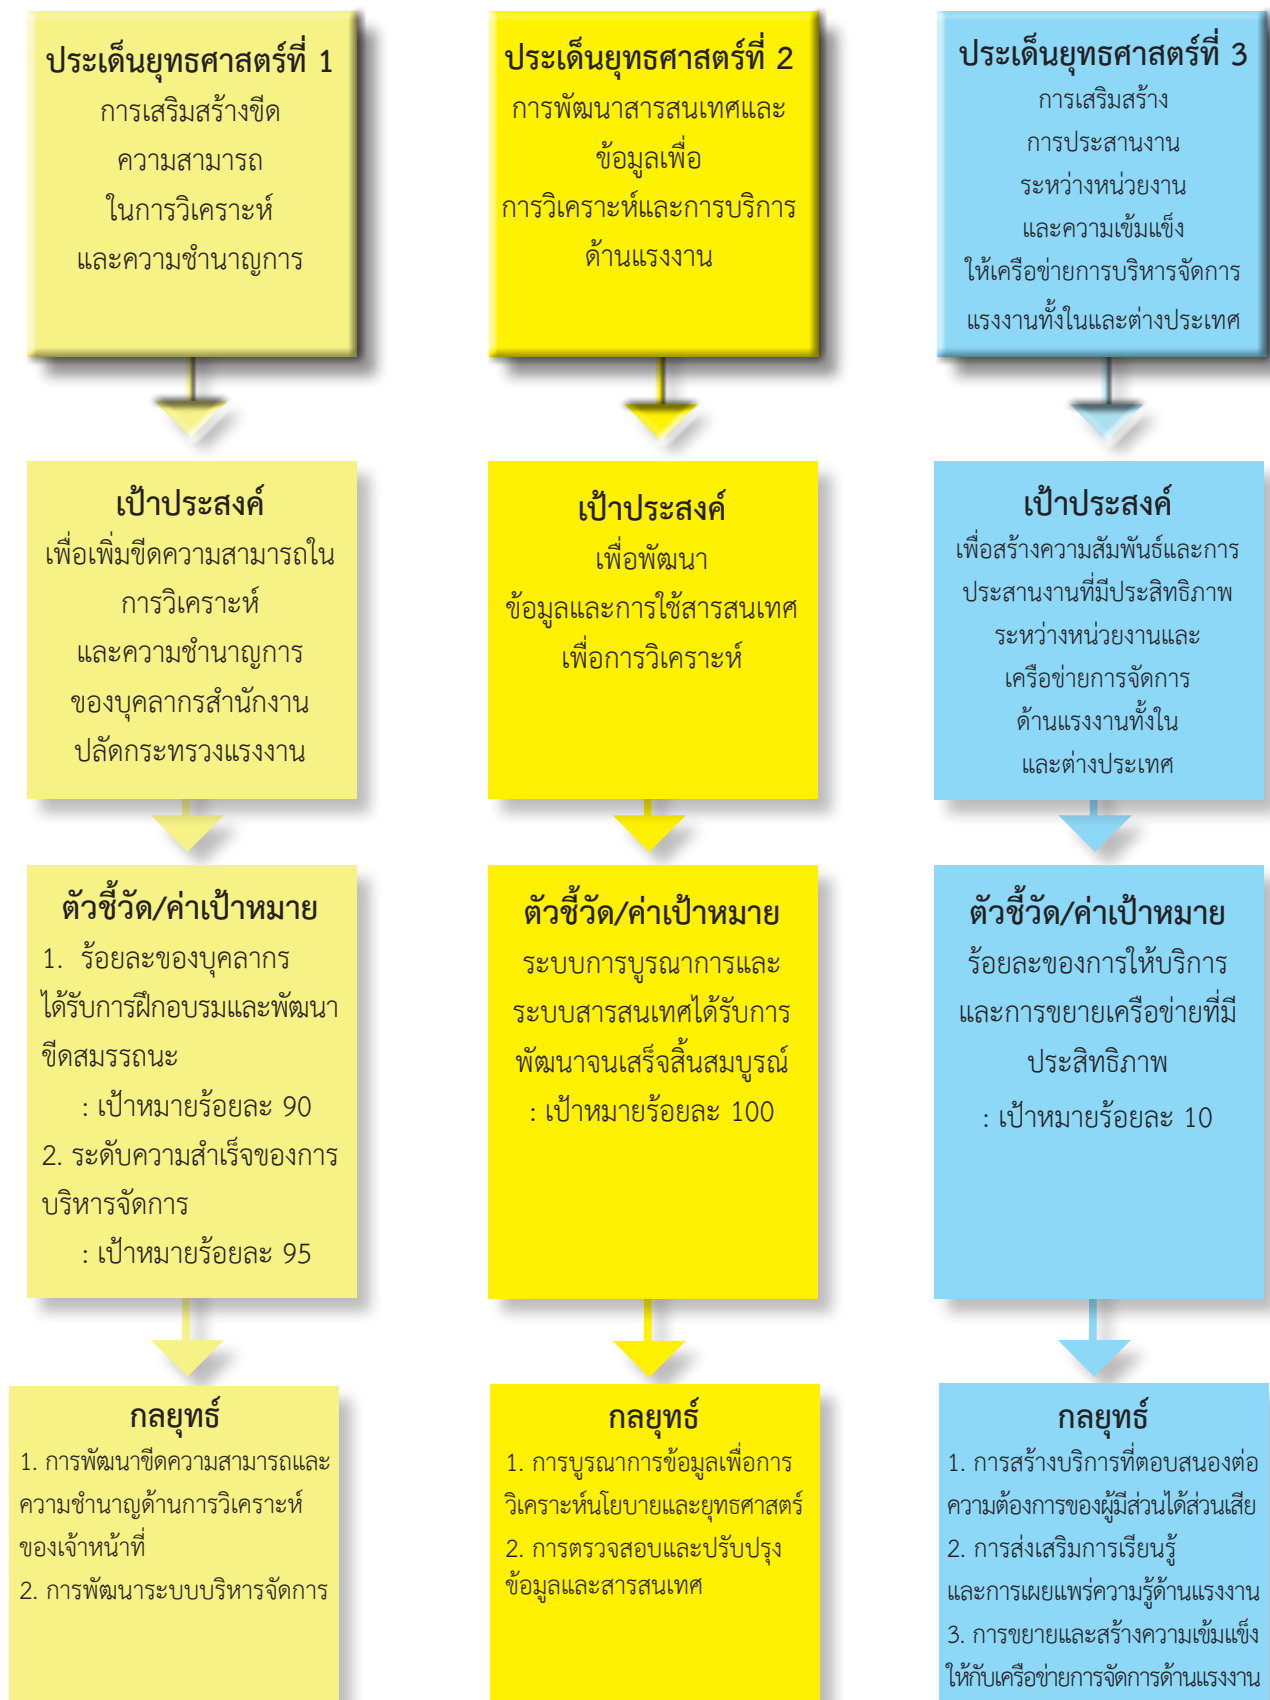 ประเด็นยุทธศาสตร์ที่ 1
การเสริมสร้างขีด
ความสามารถ
ในการวิเคราะห์
และความชำนาญการ
เป้าประสงค์
เพื่อเพิ่มขีดความสามารถใน
การวิเคราะห์
และความชำนาญการ
ของบุคลากรสำนักงาน
ปลัดกระทรวงแรงงาน
ตัวชี้วัด/ค่าเป้าหมาย
1. ร้อยละของบุคลากร
ได้รับการฝึกอบรมและพัฒนา
ขีดสมรรถนะ
: เป้าหมายร้อยละ 90
2. ระดับความสำเร็จของการ
บริหารจัดการ
: เป้าหมายร้อยละ 95
กลยุทธ์
1. การพัฒนาขีดความสามารถและ
ความชำนาญด้านการวิเคราะห์
ของเจ้าหน้าที่
2. การพัฒนาระบบบริหารจัดการ
ประเด็นยุทธศาสตร์ที่ 2
การพัฒนาสารสนเทศและ
ข้อมูลเพื่อ
การวิเคราะห์และการบริการ
ด้านแรงงาน
เป้าประสงค์
เพื่อพัฒนา
ข้อมูลและการใช้สารสนเทศ
เพื่อการวิเคราะห์
ตัวชี้วัด/ค่าเป้าหมาย
ระบบการบูรณาการและ
ระบบสารสนเทศได้รับการ
พัฒนาจนเสร็จสิ้นสมบูรณ์
: เป้าหมายร้อยละ 100
กลยุทธ์
1. การบูรณาการข้อมูลเพื่อการ
วิเคราะห์นโยบายและยุทธศาสตร์
2. การตรวจสอบและปรับปรุง
ข้อมูลและสารสนเทศ
ประเด็นยุทธศาสตร์ที่ 3
การเสริมสร้าง
การประสานงาน
ระหว่างหน่วยงาน
และความเข้มแข็ง
ให้เครือข่ายการบริหารจัดการ
แรงงานทั้งในและต่างประเทศ
เป้าประสงค์
เพื่อสร้างความสัมพันธ์และการ
ประสานงานที่มีประสิทธิภาพ
ระหว่างหน่วยงานและ
เครือข่ายการจัดการ
ด้านแรงงานทั้งใน
และต่างประเทศ
ตัวชี้วัด/ค่าเป้าหมาย
ร้อยละของการให้บริการ
และการขยายเครือข่ายที่มี
ประสิทธิภาพ
: เป้าหมายร้อยละ 10
กลยุทธ์
1. การสร้างบริการที่ตอบสนองต่อ
ความต้องการของผู้มีส่วนได้ส่วนเสีย
2. การส่งเสริมการเรียนรู้
และการเผยแพร่ความรู้ด้านแรงงาน
3. การขยายและสร้างความเข้มแข็ง
ให้กับเครือข่ายการจัดการด้านแรงงาน